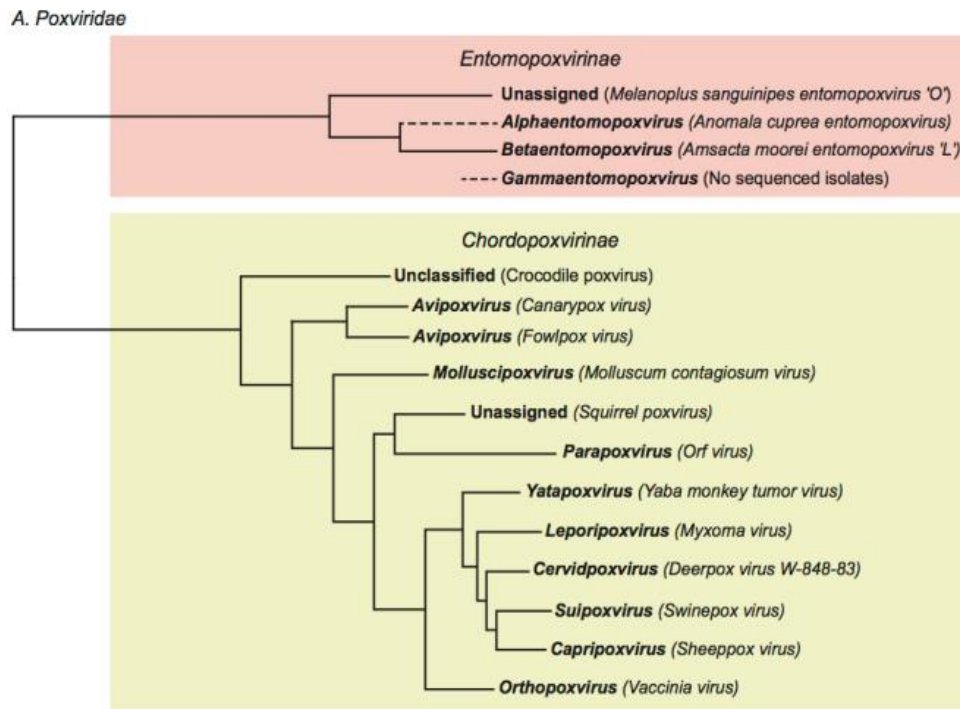 A. Poxviridae
Entomopoxvirinae
Unassigned (Melanoplus sanguinipes entomopoxvirus 'O')
Alphaentomopoxvirus (Anomala cuprea entomopoxvirus)
Betaentomopoxvirus (Amsacta moorei entomopoxvirus 'L')
Gammaentomopoxvirus (No sequenced isolates)
Chordopoxvirinae
Unclassified (Crocodile poxvirus)
Avipoxvirus (Canarypox virus)
Avipoxvirus (Fowlpox virus)
Molluscipoxvirus (Molluscum contagiosum virus)
Unassigned (Squirrel poxvirus)
Parapoxvirus (Orf virus)
Yatapoxvirus (Yaba monkey tumor virus)
Leporipoxvirus (Myxoma virus)
Cervidpoxvirus (Deerpox virus W-848-83)
Suipoxvirus (Swinepox virus)
Capripoxvirus (Sheeppox virus)
Orthopoxvirus (Vaccinia virus)